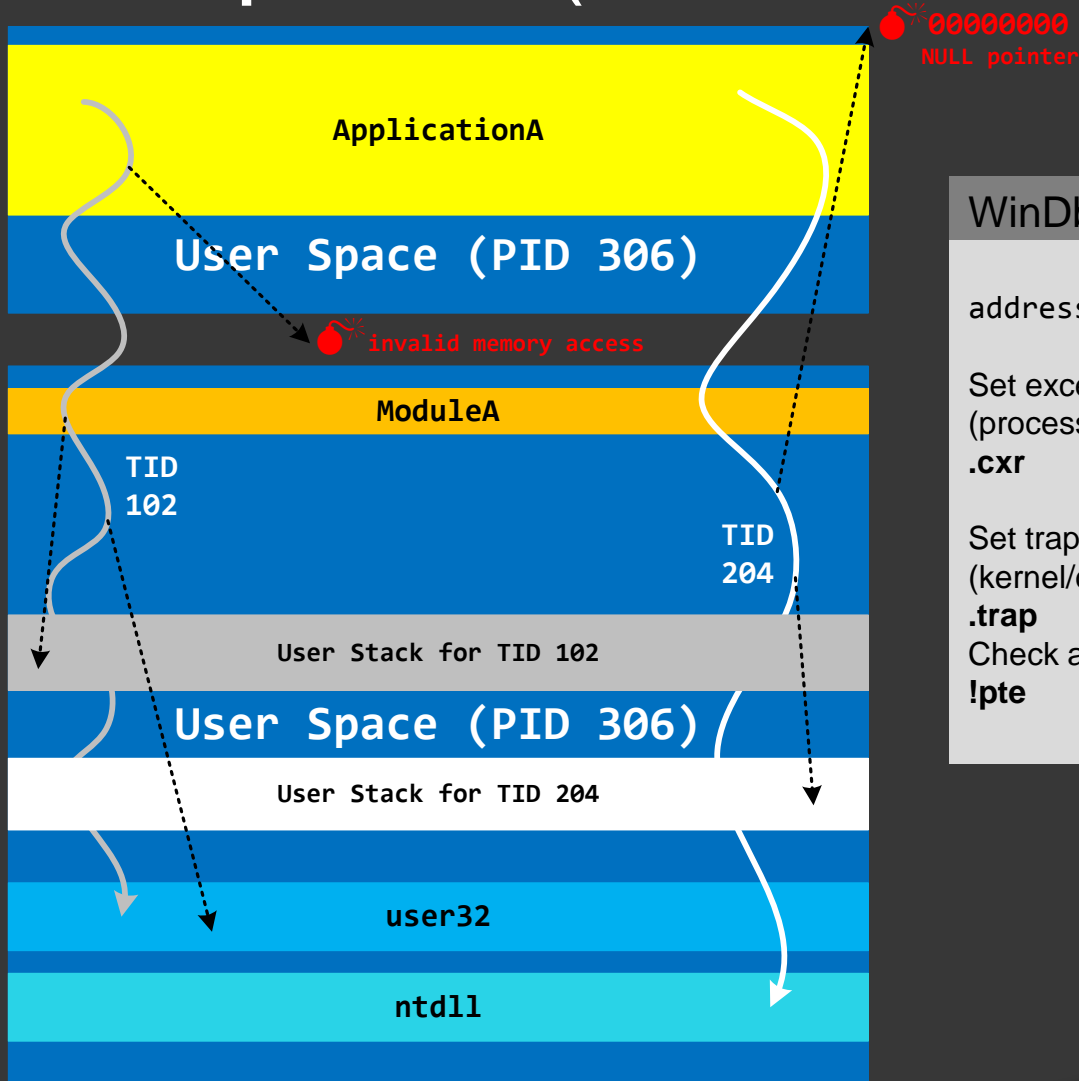 00000000
NULL pointer
ApplicationA
User Space (PID 306)
invalid memory access
ModuleA
TID
102
TID
204
User Stack for TID 102
User Space (PID 306)
User Stack for TID 204
user32
ntdll
address
Set
(process
.cxr
Set trap
(kernel/
.trap
Check
!pte